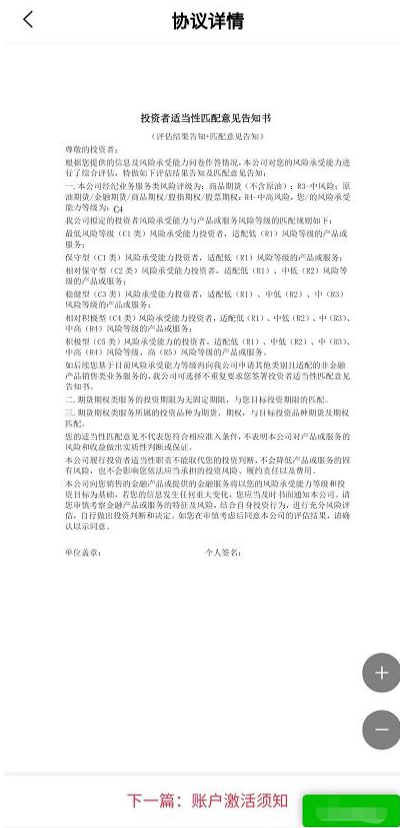 协议详情
投资者适当性匹配意见告知书
（评估结果告知+匹配意见告知）
尊敬的投资者：
根据您提供的信息及风险承受能力问卷作答情况，本公司对您的风险承受能力进
行了综合评估，特做如下评估结果告知及匹配意见告知：
一.本公司经纪业务服务类风险评级为：商品期货（不含原油）：R3-中风险；原
油期货/金融期货/商品期权/股指期权/股票期权：R4-中高风险，您/的风险承受
能力等级为：C4
我公司拟定的投资者风险承受能力与产品或服务风险等级的匹配规则如下：
最低风险等级（C1 类）风险承受能力投资者，适配低（R1）风险等级的产品或
服务；
保守型（C1 类）风险承受能力投资者，适配低（R1）风险等级的产品或服务；
相对保守型（C2 类）风险承受能力投资者，适配低（R1）、中低（R2）风险等
级的产品或服务；
稳健型（C3 类）风险承受能力投资者，适配低（R1）、中低（R2）、中（R3）
风险等级的产品或服务；
相对积极型（C4 类）风险承受能力投资者，适配低（R1）、中低（R2）、中（R3）、
中高（R4）风险等级的产品或服务；
积极型（C5 类）风险承受能力的投资者，适配低（R1）、中低（R2）、中（R3）、
中高（R4）风险等级，高（R5）风险等级的产品或服务。
如后续您基于目前风险承受能力等级再向我公司申请其他类别且适配的非金融
产品销售类业务服务的，我公司可选择不重复要求您签署投资者适当性匹配意见
告知书。
二.期货期权类服务的投资期限为无固定期限，与您目标投资期限的匹配。
三.期货期权类服务所属的投资品种为期货、期权，与目标投资品种期货及期权
匹配。
您的适当性匹配意见不代表您符合相应准入条件，不表明本公司对产品或服务的
风险和收益做出实质性判断或保证。
本公司履行投资者适当性职责不能取代您的投资判断，不会降低产品或服务的固
有风险，也不会影响您依法应当承担的投资风险、履约责任以及费用。
本公司向您销售的金融产品或提供的金融服务将以您的风险承受能力等级和投
资目标为基础，若您的信息发生任何重大变化，您应当及时书面通知本公司。请
您审慎考察金融产品或服务的特征及风险，结合自身投资行为，进行充分风险评
估，自行做出投资判断和决定。如您在审慎考虑后同意本公司的评估结果，请确
认以示同意。
单位盖章：
个人签名：
下一篇：账户激活须知